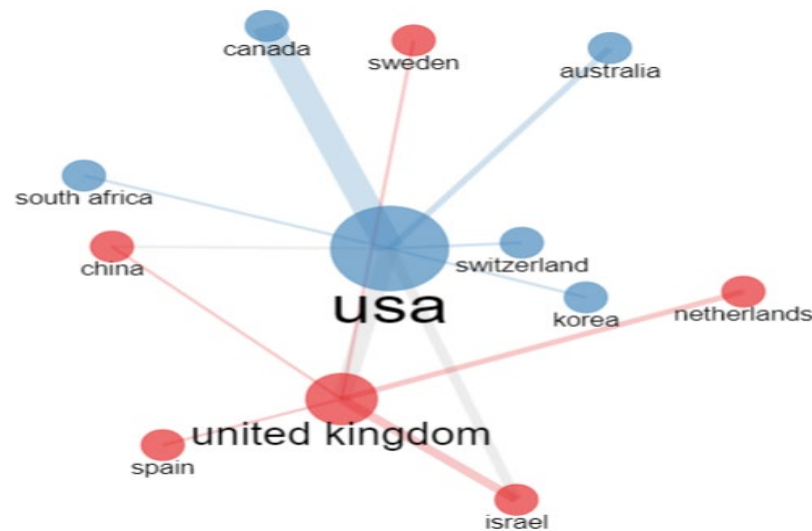 canada
sweden
australia
south africa
china
switzerland
usa
korea
netherlands
united kingdom
spain
israel